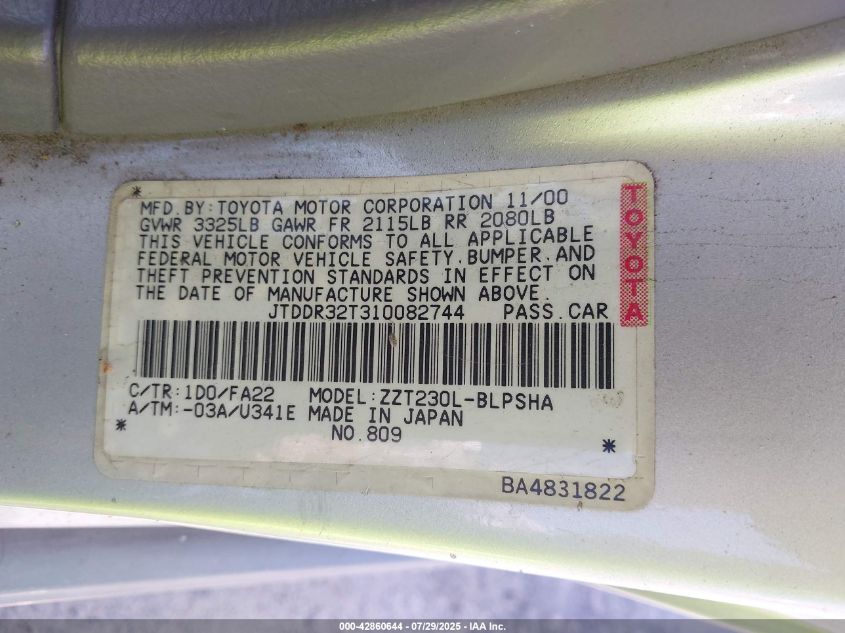 MFD.BY:TOYOTA MOTOR CORPORATION 11/00
GVWR 3325LB GAWR FR 2115LB RR 2080LB
THIS VEHICLE CONFORMS TO ALL APPLICABLE
FEDERAL MOTOR VEHICLE SAFETY,BUMPER,AND
THEFT PREVENTION STANDARDS IN EFFECT ON
THE DATE OF MANUFACTURE SHOWN ABOVE.
JTDDR32T310082744 PASS.CAR
TOYOTA
C/TR:1D0/FA22 MODEL:ZZT230L-BLPSHA
A/TM:-03A/U341E MADE IN JAPAN
NO.809
BA4831822
000-42860644 / 07/29/2025 - IAA Inc.